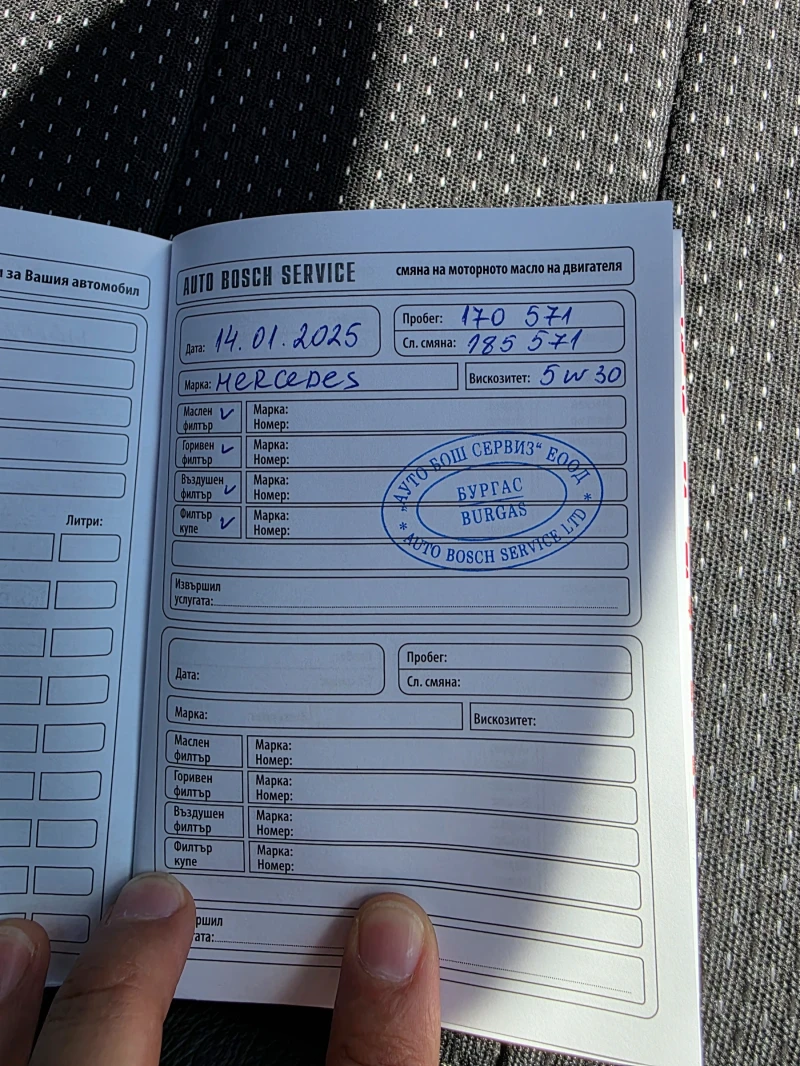 за Вашия автомобил
Литри:
AUTO BOSCH SERVICE смяна на моторното масло на двигателя
Дата: 14.01.2025
Пробег: 170 571
Сл. смяна: 185 571
Марка: MERCEDES
Вискозитет: 5W30
Маслен филтър ✓ Марка:
Номер:
Горивен филтър ✓ Марка:
Номер:
Въздушен филтър ✓ Марка:
Номер:
Филтър купе ✓ Марка:
Номер:
„АУТО БОШ СЕРВИЗ“ ЕООД
БУРГАС
BURGAS
* AUTO BOSCH SERVICE LTD *
Извършил
услугата:
Дата:
Пробег:
Сл. смяна:
Марка:
Вискозитет:
Маслен филтър Марка:
Номер:
Горивен филтър Марка:
Номер:
Въздушен филтър Марка:
Номер:
Филтър купе Марка:
Номер: